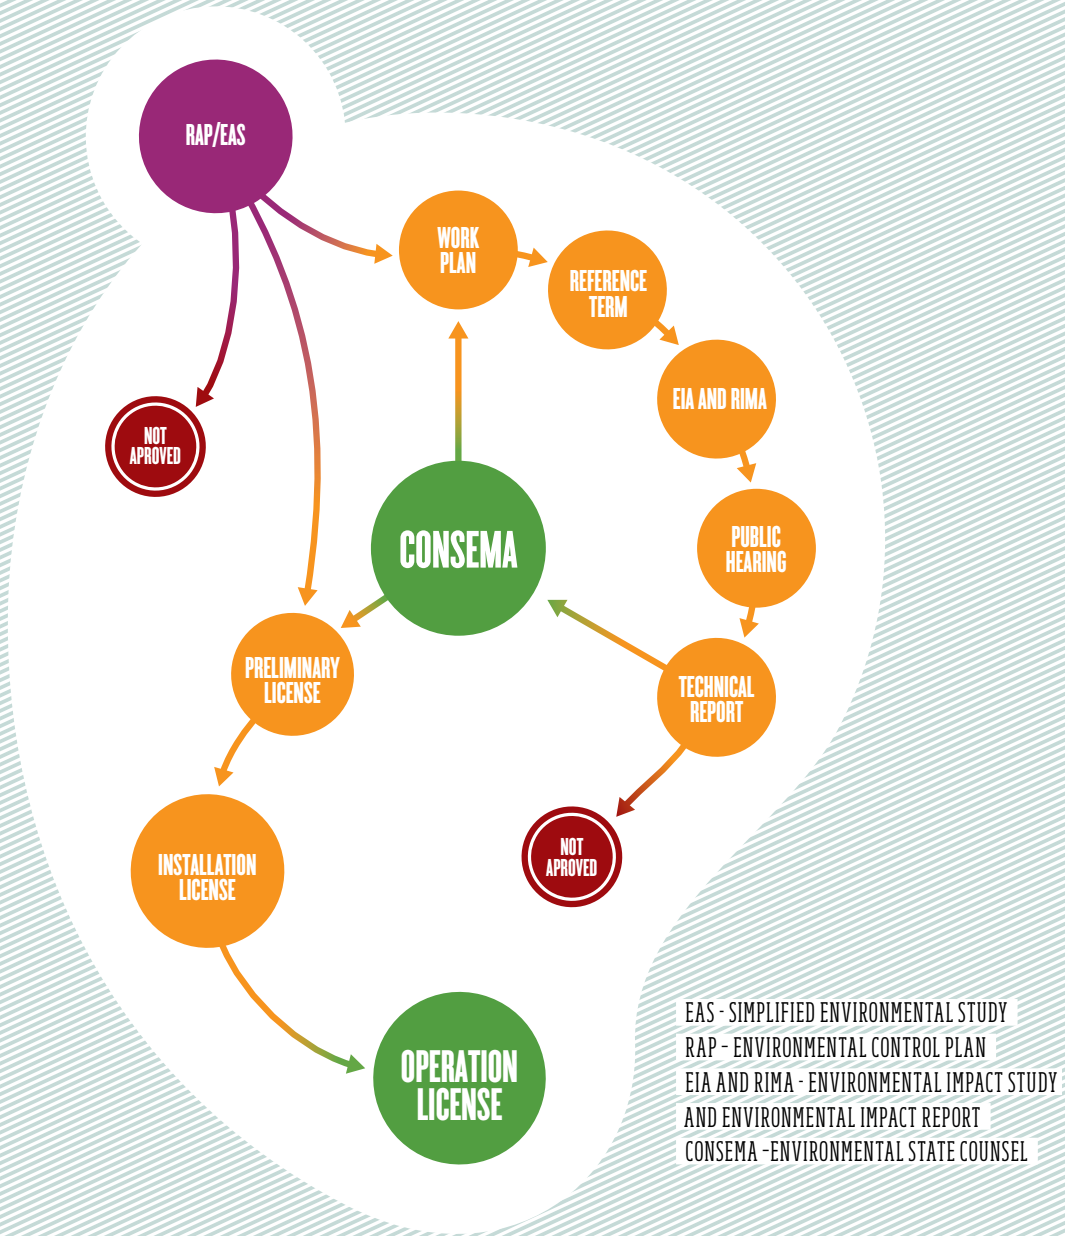 RAP/EAS
WORK
PLAN
REFERENCE
TERM
EIA AND RIMA
NOT
APROVED
CONSEMA
PUBLIC
HEARING
PRELIMINARY
LICENSE
TECHNICAL
REPORT
INSTALLATION
LICENSE
NOT
APROVED
OPERATION
LICENSE
EAS - SIMPLIFIED ENVIRONMENTAL STUDY
RAP - ENVIRONMENTAL CONTROL PLAN
EIA AND RIMA - ENVIRONMENTAL IMPACT STUDY
AND ENVIRONMENTAL IMPACT REPORT
CONSEMA -ENVIRONMENTAL STATE COUNSEL